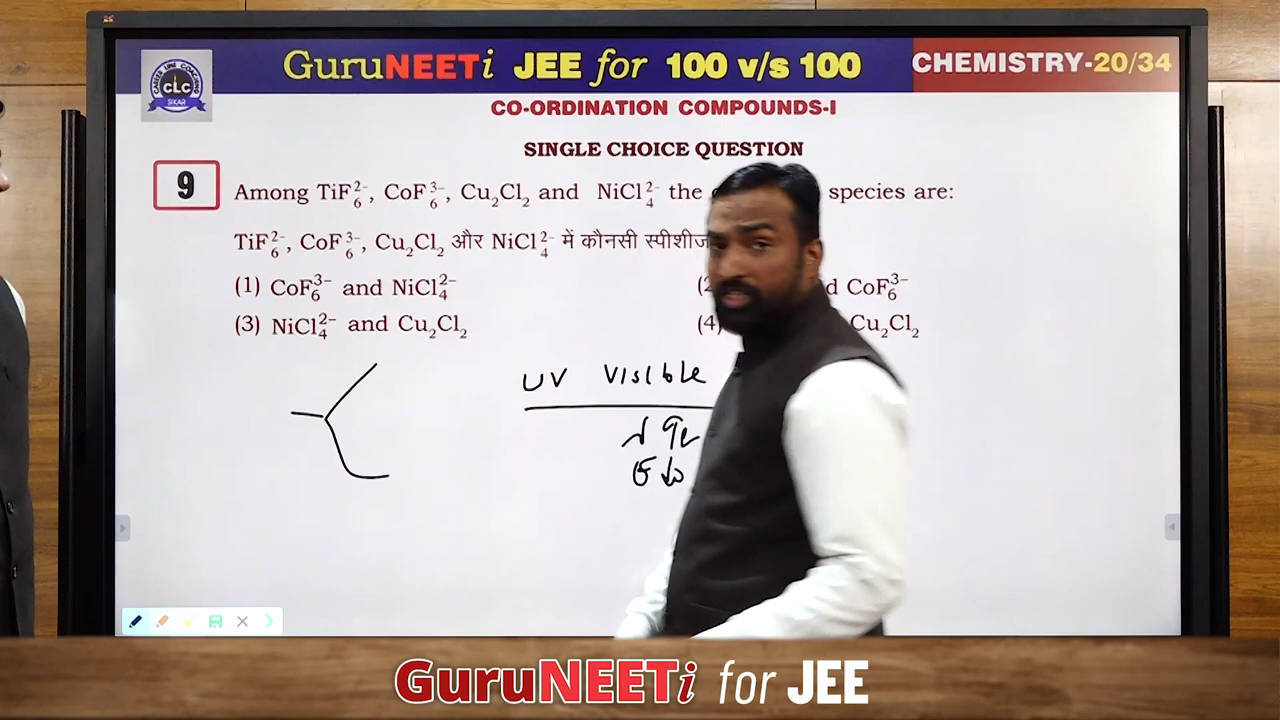 GuruNEETi JEE for 100 v/s 100
CHEMISTRY-20/34
CLC
SIKAR
CO-ORDINATION COMPOUNDS-I
SINGLE CHOICE QUESTION
9
Among TiF₆²⁻, CoF₆³⁻, Cu₂Cl₂ and NiCl₄²⁻ the species are:
TiF₆²⁻, CoF₆³⁻, Cu₂Cl₂ और NiCl₄²⁻ में कौनसी स्पीशीज
(1) CoF₆³⁻ and NiCl₄²⁻
CoF₆³⁻
(3) NiCl₄²⁻ and Cu₂Cl₂
(4) Cu₂Cl₂
UV Visible
GuruNEETi for JEE